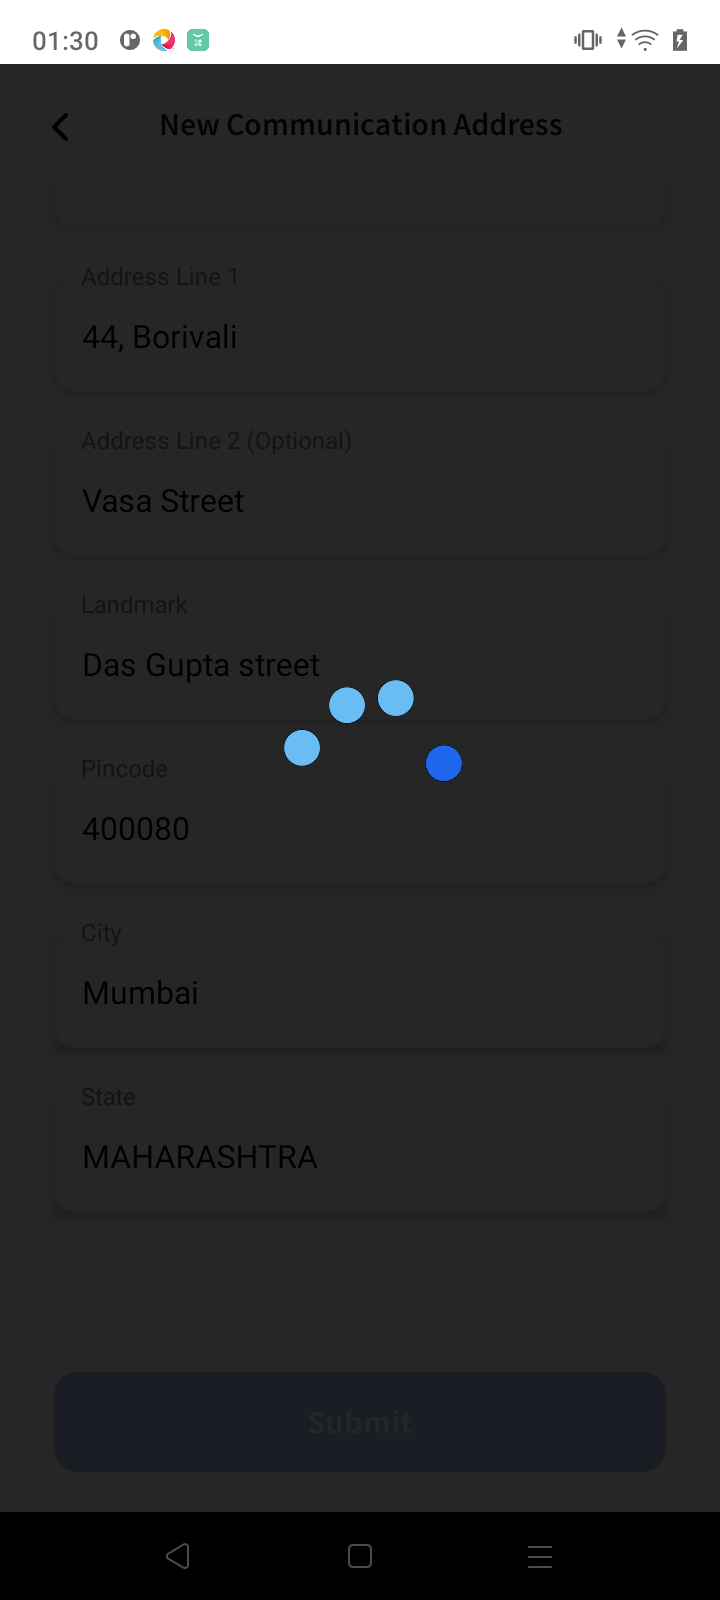 01:30
New Communication Address
Address Line 1
44, Borivali
Address Line 2 (Optional)
Vasa Street
Landmark
Das Gupta street
Pincode
400080
City
Mumbai
State
MAHARASHTRA
Submit